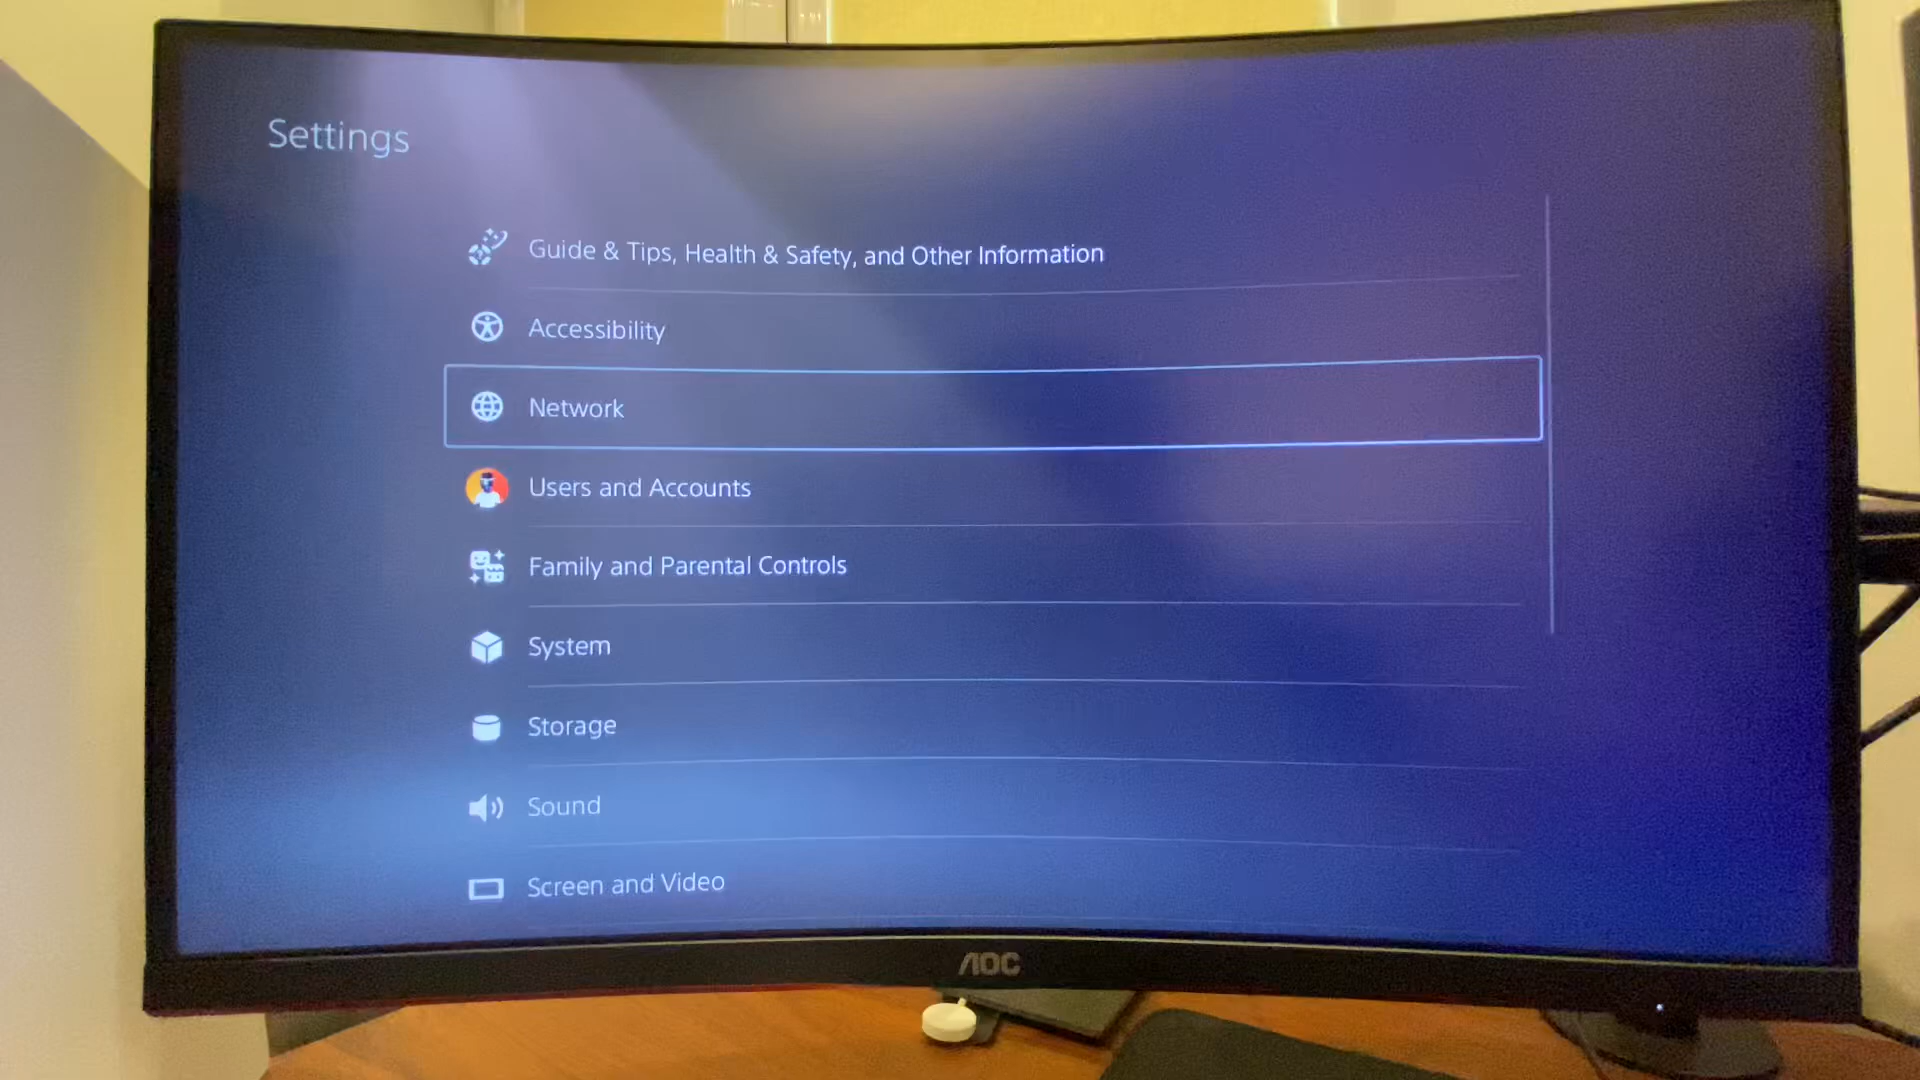 Settings
Guide & Tips, Health & Safety, and Other Information
Accessibility
Network
Users and Accounts
Family and Parental Controls
System
Storage
Sound
Screen and Video
AOC